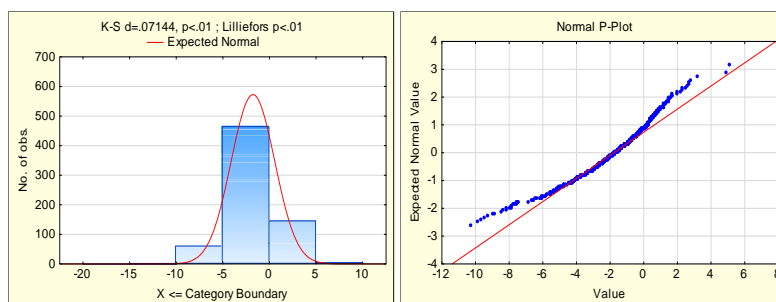 K-S d=.07144, p<.01 ; Lilliefors p<.01
Expected Normal
700
600
500
400
300
200
100
0
No. of obs.
-20 -15 -10 -5 0 5 10
X <= Category Boundary
Normal P-Plot
4
3
2
1
0
-1
-2
-3
-4
Expected Normal Value
-12 -10 -8 -6 -4 -2 0 2 4 6 8
Value